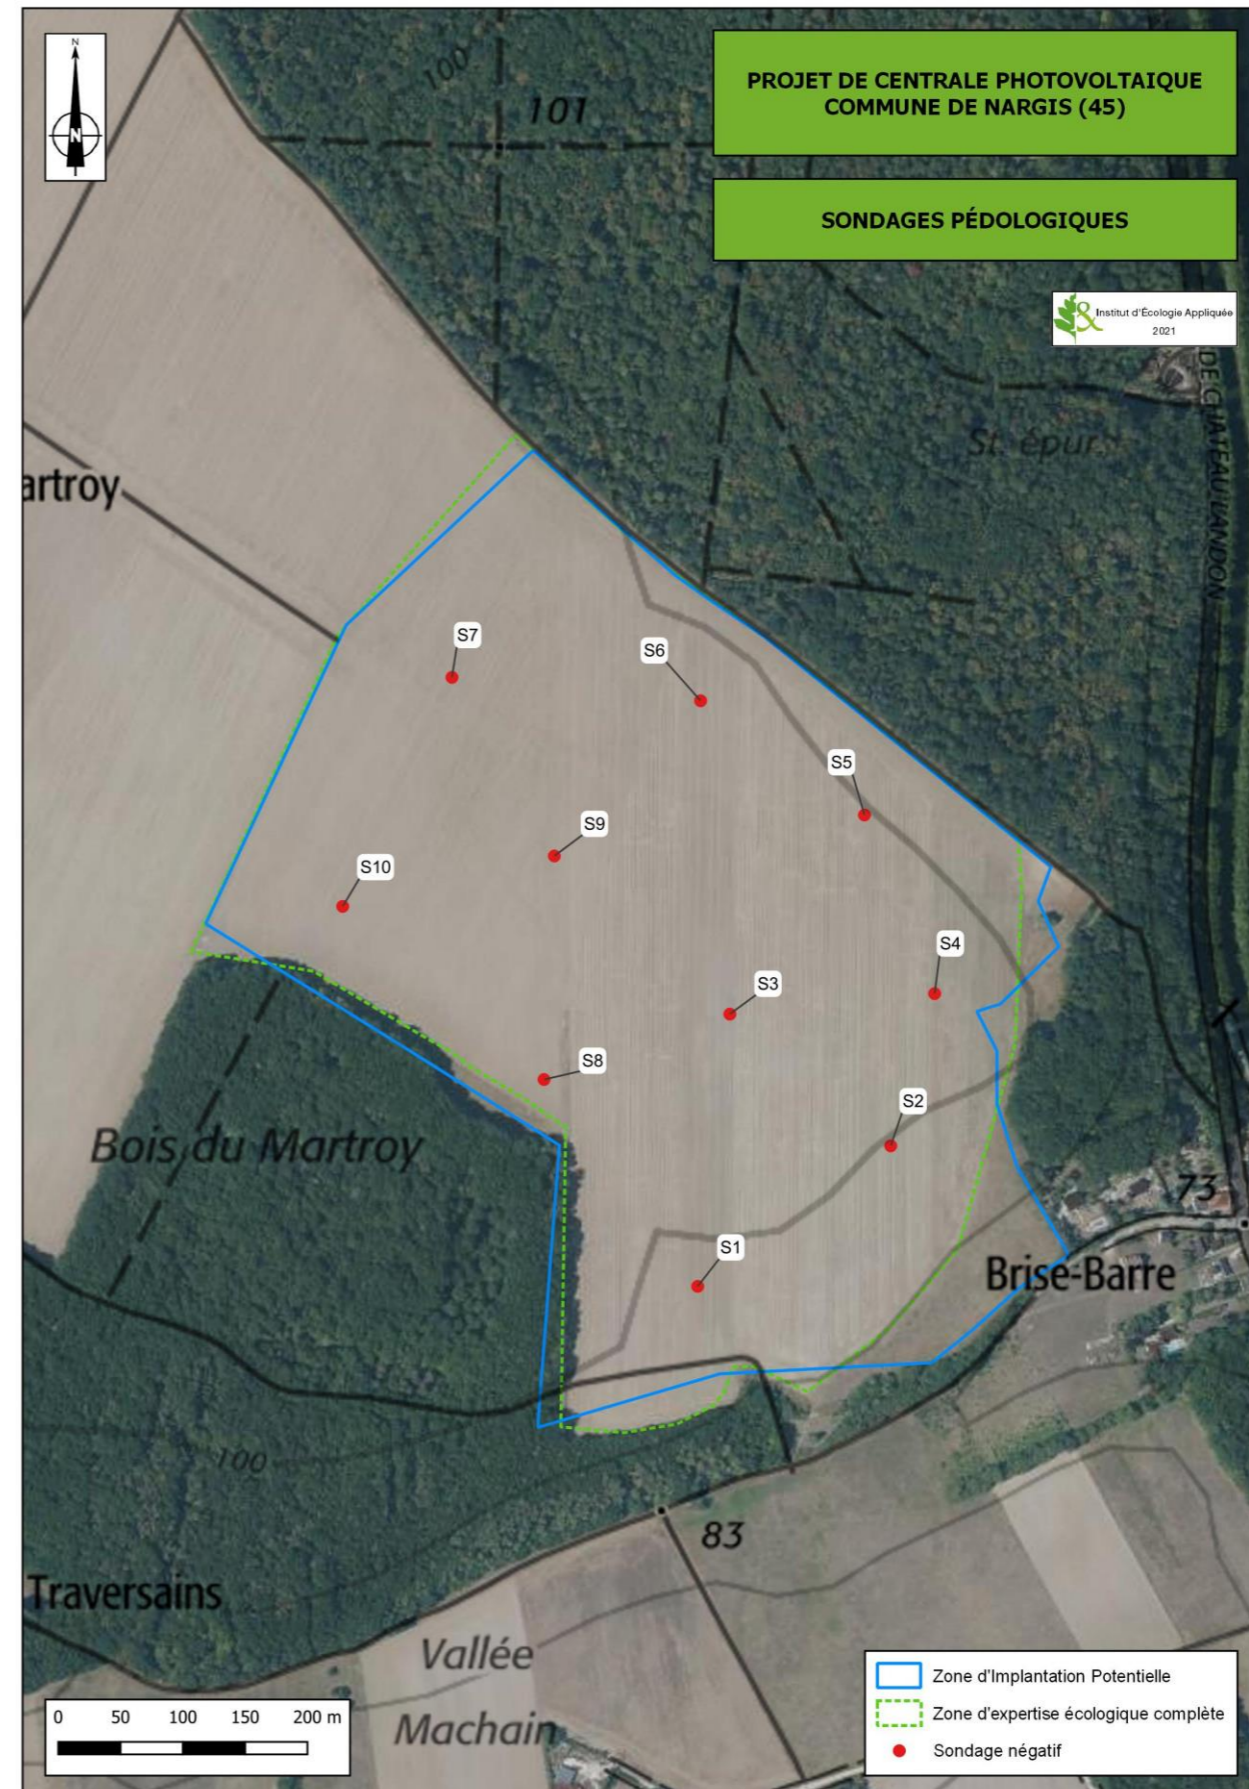 N
N
PROJET DE CENTRALE PHOTOVOLTAIQUE
COMMUNE DE NARGIS (45)
SONDAGES PÉDOLOGIQUES
& Institut d'Écologie Appliquée
2021
100
101
DE CHATEAU LANDON
St. épur.
artroy
S7
S6
S5
S9
S10
S4
S3
S8
S2
Bois du Martroy
73
S1
Brise-Barre
100
83
Traversains
Vallée
Machain
0 50 100 150 200 m
Zone d'Implantation Potentielle
Zone d'expertise écologique complète
Sondage négatif